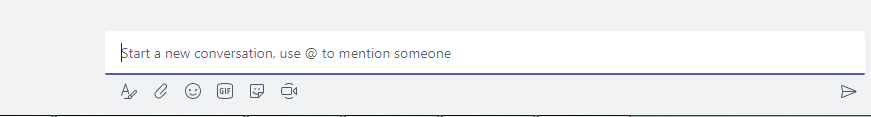 Start a new conversation, use @ to mention someone
GIF